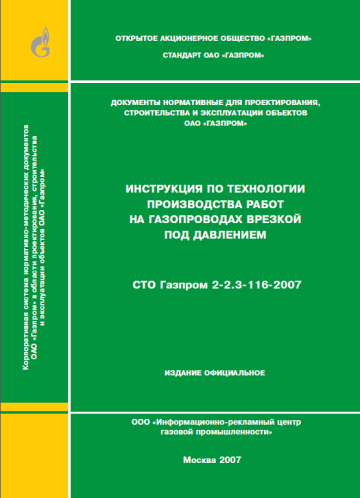 ОТКРЫТОЕ АКЦИОНЕРНОЕ ОБЩЕСТВО «ГАЗПРОМ»
СТАНДАРТ ОАО «ГАЗПРОМ»
ДОКУМЕНТЫ НОРМАТИВНЫЕ ДЛЯ ПРОЕКТИРОВАНИЯ,
СТРОИТЕЛЬСТВА И ЭКСПЛУАТАЦИИ ОБЪЕКТОВ
ОАО «ГАЗПРОМ»
ИНСТРУКЦИЯ ПО ТЕХНОЛОГИИ
ПРОИЗВОДСТВА РАБОТ
НА ГАЗОПРОВОДАХ ВРЕЗКОЙ
ПОД ДАВЛЕНИЕМ
СТО Газпром 2-2.3-116-2007
ИЗДАНИЕ ОФИЦИАЛЬНОЕ
ООО «Информационно-рекламный центр
газовой промышленности»
Москва 2007
Корпоративная система нормативно-методических документов
ОАО «Газпром» в области проектирования, строительства
и эксплуатации объектов ОАО «Газпром»